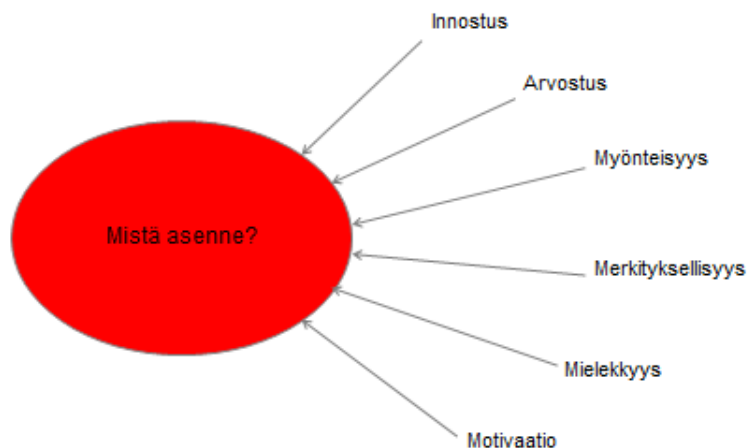 Innostus
Arvostus
Myönteisyys
Mistä asenne?
Merkityksellisyys
Mielekkyys
Motivaatio